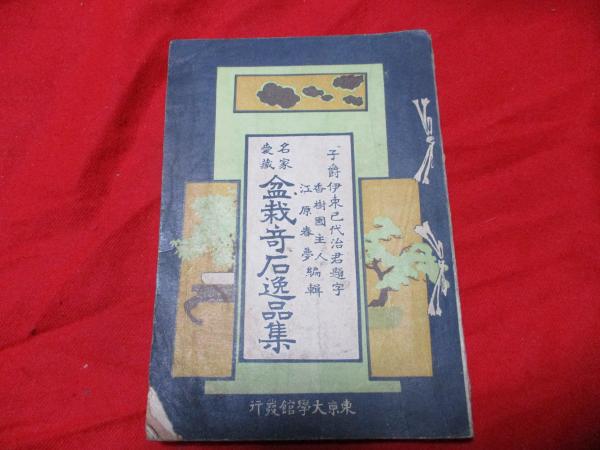 子爵伊東已代治君題字
香樹園主人
江原春夢編輯
名家愛藏
盆栽奇石逸品集
東京大學館發行